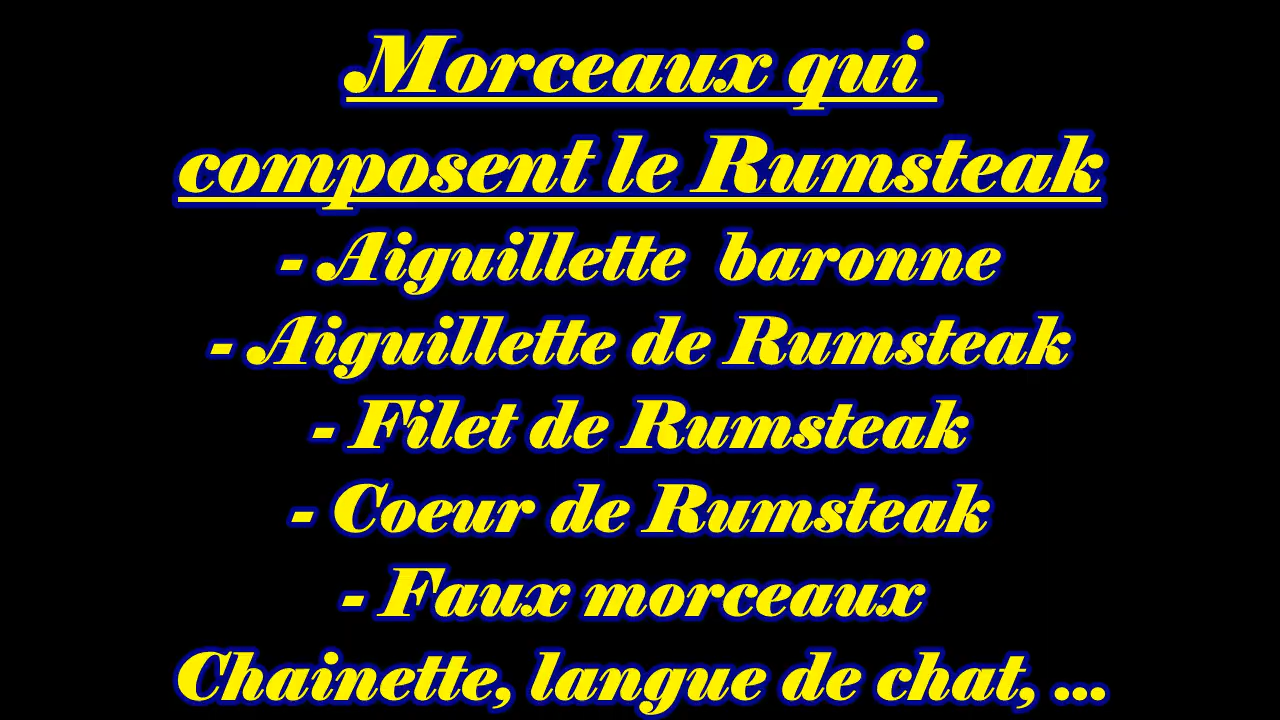 Morceaux qui
composent le Rumsteak
- Aiguillette baronne
- Aiguillette de Rumsteak
- Filet de Rumsteak
- Coeur de Rumsteak
- Faux morceaux
Chainette, langue de chat, ...